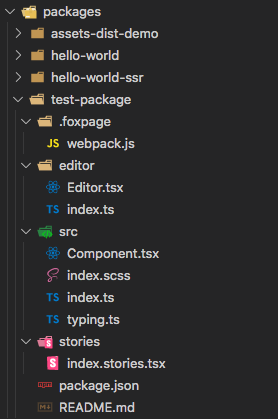 packages
assets-dist-demo
hello-world
hello-world-ssr
test-package
.foxpage
JS webpack.js
editor
Editor.tsx
TS index.ts
src
Component.tsx
index.scss
TS index.ts
TS typing.ts
stories
S index.stories.tsx
package.json
README.md